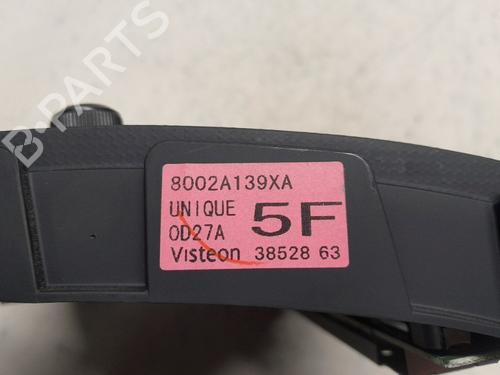 B-PARTS
8002A139XA
UNIQUE 5F
OD27A
Visteon 38528 63